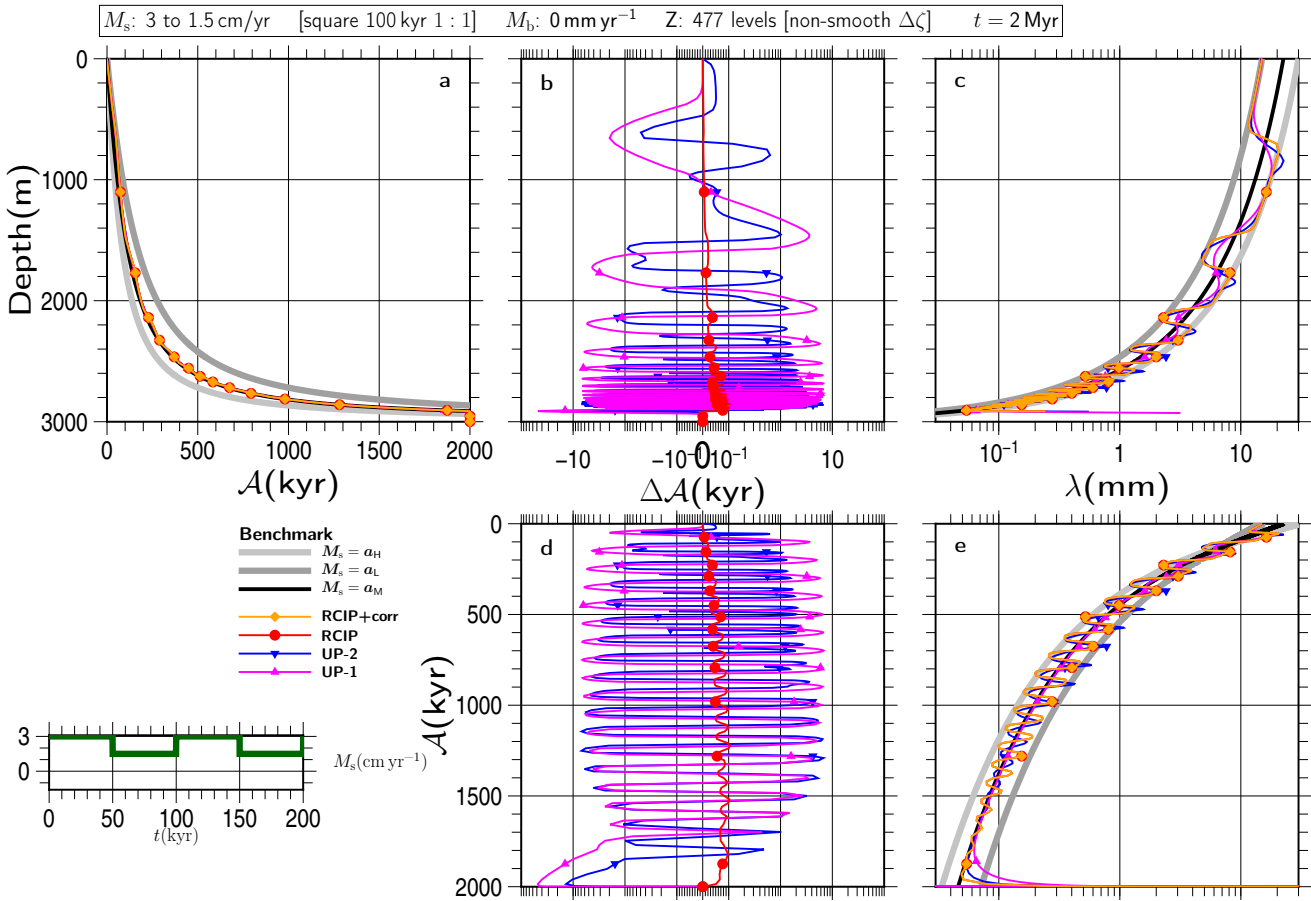 Mₛ: 3 to 1.5 cm/yr [square 100 kyr 1 : 1] M_b: 0 mm yr⁻¹ Z: 477 levels [non-smooth Δζ] t = 2 Myr
a
b
c
0
1000
2000
3000
Depth(m)
0 500 1000 1500 2000
𝒜(kyr)
−10 −10⁻¹ 0 10⁻¹ 10
Δ𝒜(kyr)
10⁻¹ 1 10
λ(mm)
Benchmark
Mₛ = a_H
Mₛ = a_L
Mₛ = a_M
RCIP+corr
RCIP
UP-2
UP-1
3
0
Mₛ(cm yr⁻¹)
0 50 100 150 200
t(kyr)
d
e
0
500
1000
1500
2000
𝒜(kyr)